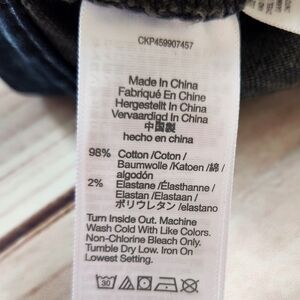 CKP459907457
Made In China
Fabriqué En Chine
Hergestellt In China
Vervaardigd In China
中国製
hecho en china
98% Cotton /Coton /
Baumwolle /Katoen /綿 /
algodón
2% Elastane /Élasthanne /
Elastan /Elastaan /
ポリウレタン /elastano
Turn Inside Out. Machine
Wash Cold With Like Colors.
Non-Chlorine Bleach Only.
Tumble Dry Low. Iron On
Lowest Setting.
30